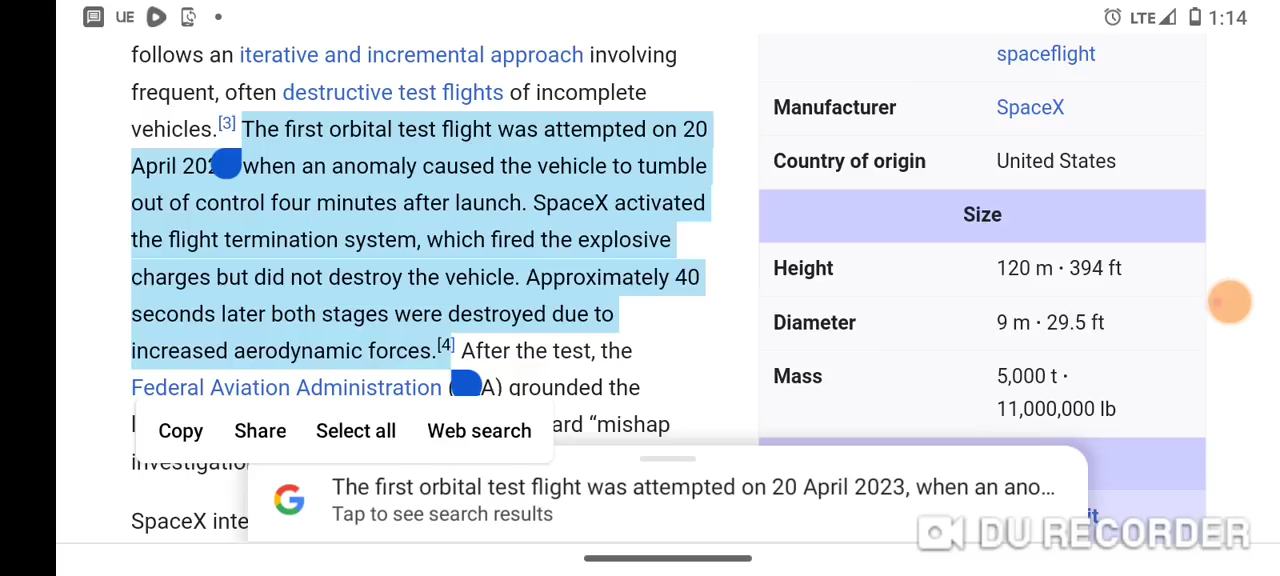 UE LTE 1:14
follows an iterative and incremental approach involving
frequent, often destructive test flights of incomplete
vehicles.[3] The first orbital test flight was attempted on 20
April when an anomaly caused the vehicle to tumble
out of control four minutes after launch. SpaceX activated
the flight termination system, which fired the explosive
charges but did not destroy the vehicle. Approximately 40
seconds later both stages were destroyed due to
increased aerodynamic forces.[4] After the test, the
Federal Aviation Administration ( A) grounded the
ard “mishap
investigatio
SpaceX inte
Copy Share Select all Web search
The first orbital test flight was attempted on 20 April 2023, when an ano...
Tap to see search results
spaceflight
Manufacturer SpaceX
Country of origin United States
Size
Height 120 m · 394 ft
Diameter 9 m · 29.5 ft
Mass 5,000 t ·
11,000,000 lb
it
DU RECORDER